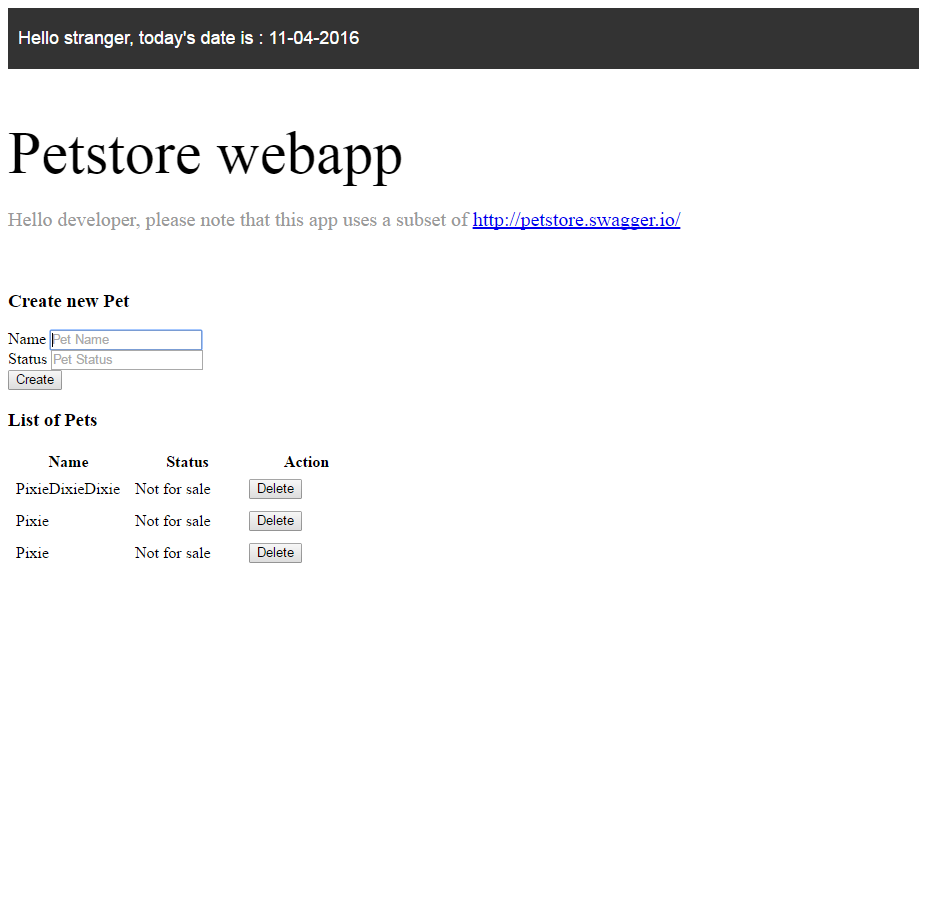 Hello stranger, today's date is : 11-04-2016
Petstore webapp
Hello developer, please note that this app uses a subset of http://petstore.swagger.io/
Create new Pet
Name Pet Name
Status Pet Status
Create
List of Pets
Name Status Action
PixieDixieDixie Not for sale Delete
Pixie Not for sale Delete
Pixie Not for sale Delete